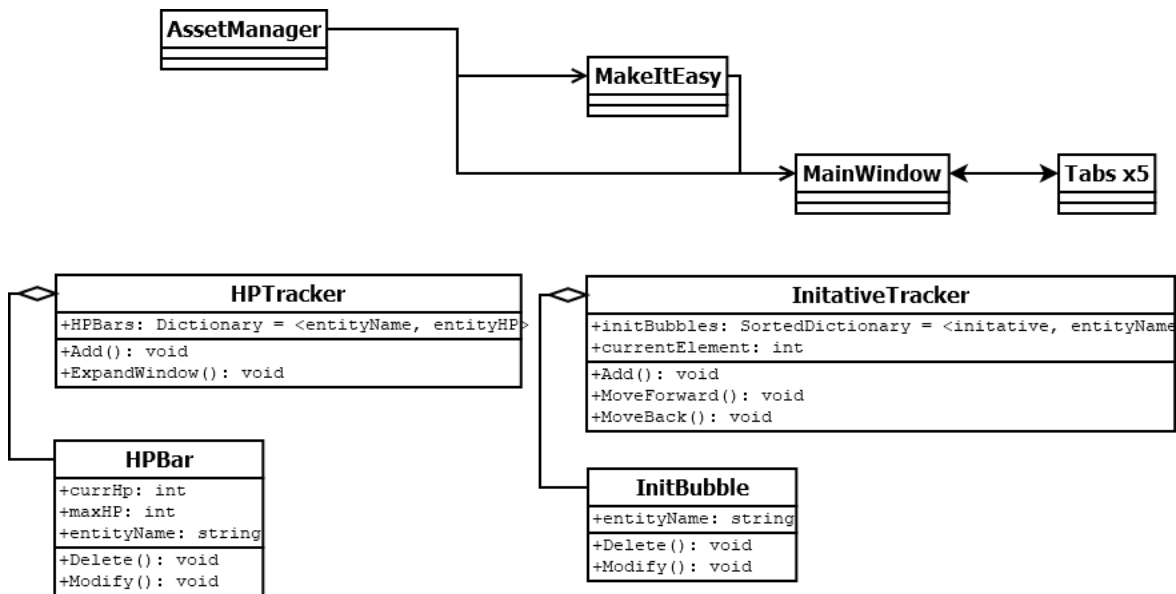 AssetManager
MakeItEasy
MainWindow
Tabs x5
HPTracker
+HPBars: Dictionary = <entityName, entityHP>
+Add(): void
+ExpandWindow(): void
InitativeTracker
+initBubbles: SortedDictionary = <initative, entityName
+currentElement: int
+Add(): void
+MoveForward(): void
+MoveBack(): void
HPBar
+currHp: int
+maxHP: int
+entityName: string
+Delete(): void
+Modify(): void
InitBubble
+entityName: string
+Delete(): void
+Modify(): void